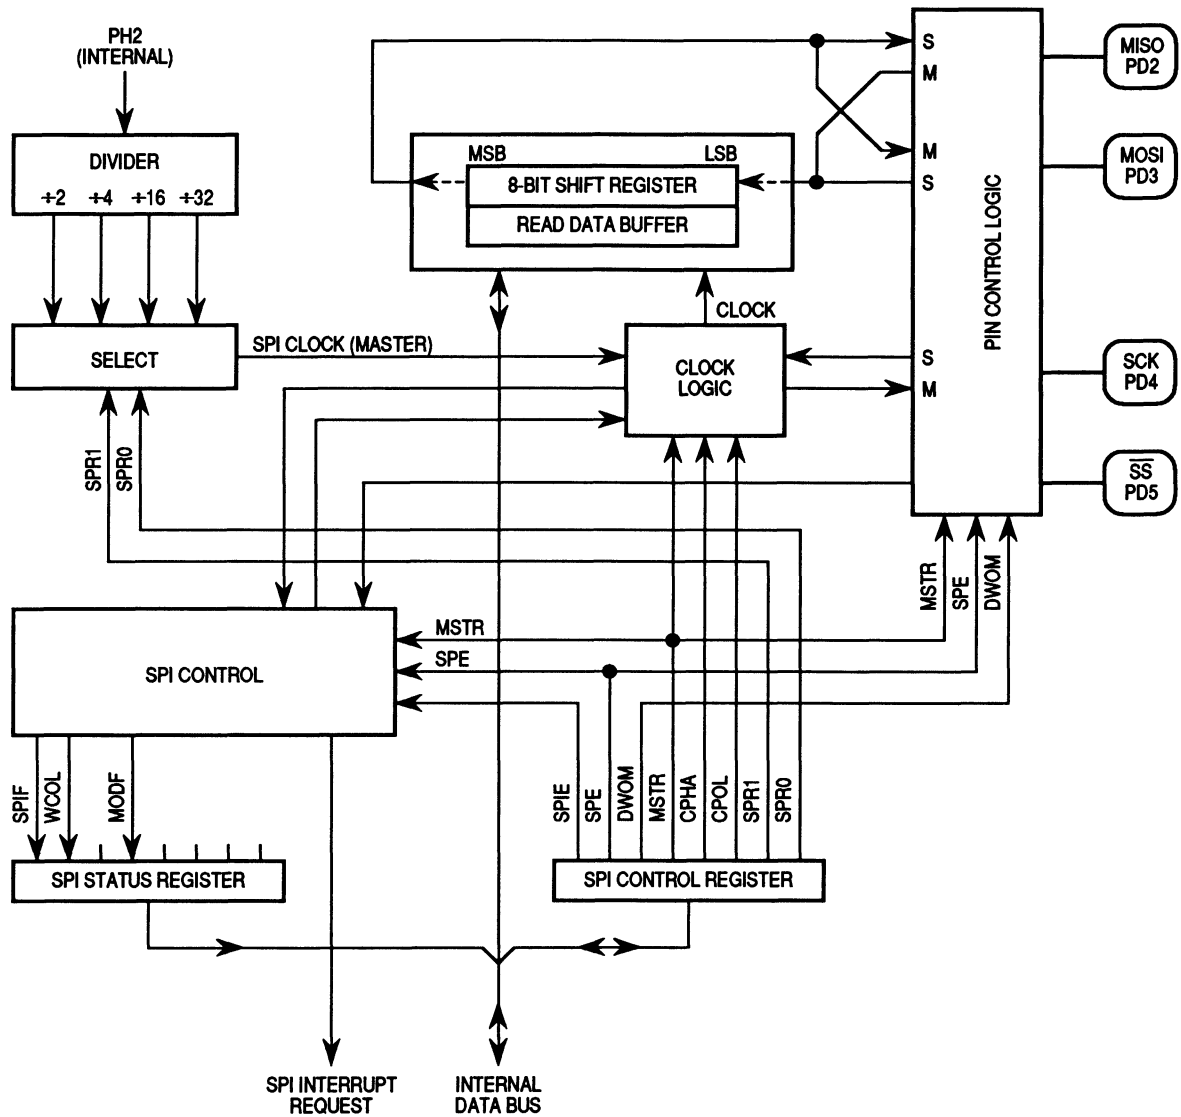 PH2
(INTERNAL)
DIVIDER
÷2 ÷4 ÷16 ÷32
SELECT
SPR1
SPR0
SPI CLOCK (MASTER)
MSB LSB
8-BIT SHIFT REGISTER
READ DATA BUFFER
CLOCK
CLOCK
LOGIC
S
M
M
S
S
M
PIN CONTROL LOGIC
MISO
PD2
MOSI
PD3
SCK
PD4
S̅S̅
PD5
MSTR
SPE
DWOM
MSTR
SPE
SPI CONTROL
SPIF
WCOL
MODF
SPI STATUS REGISTER
SPIE
SPE
DWOM
MSTR
CPHA
CPOL
SPR1
SPR0
SPI CONTROL REGISTER
SPI INTERRUPT
REQUEST
INTERNAL
DATA BUS